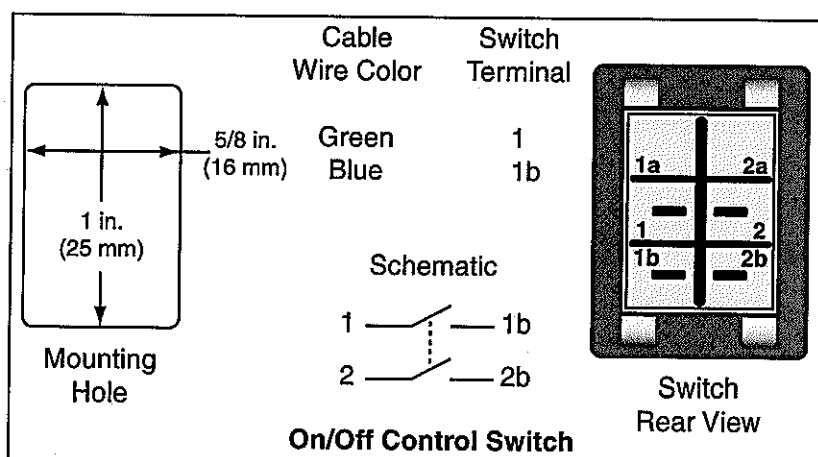 Cable Wire Color
Switch Terminal
Green 1
Blue 1b
5/8 in.
(16 mm)
1 in.
(25 mm)
Mounting
Hole
Schematic
1 1b
2 2b
1a 2a
1 2
1b 2b
Switch
Rear View
On/Off Control Switch